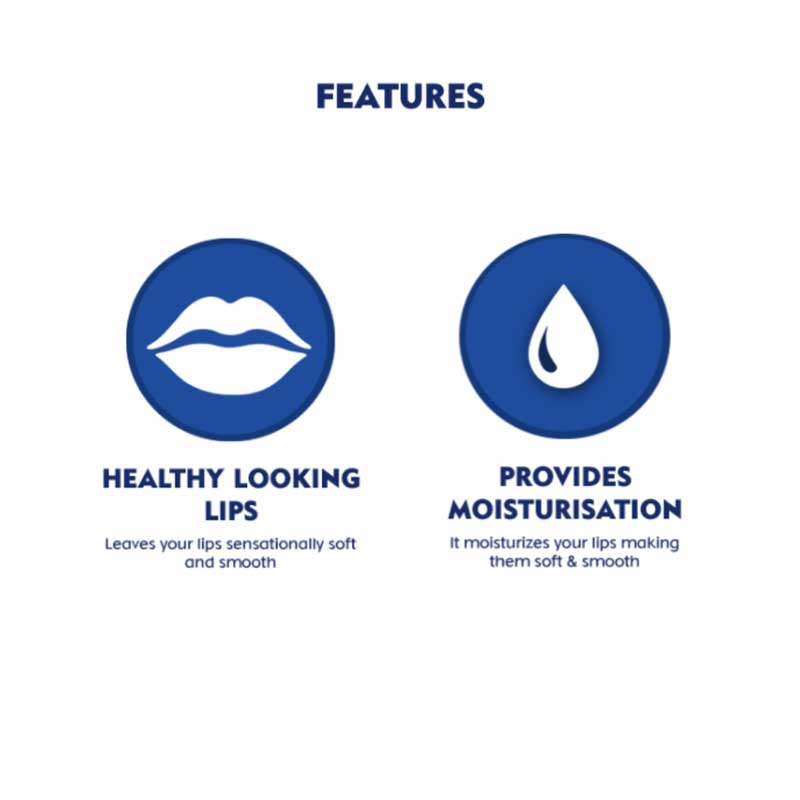 FEATURES
HEALTHY LOOKING
LIPS
Leaves your lips sensationally soft
and smooth
PROVIDES
MOISTURISATION
It moisturizes your lips making
them soft & smooth